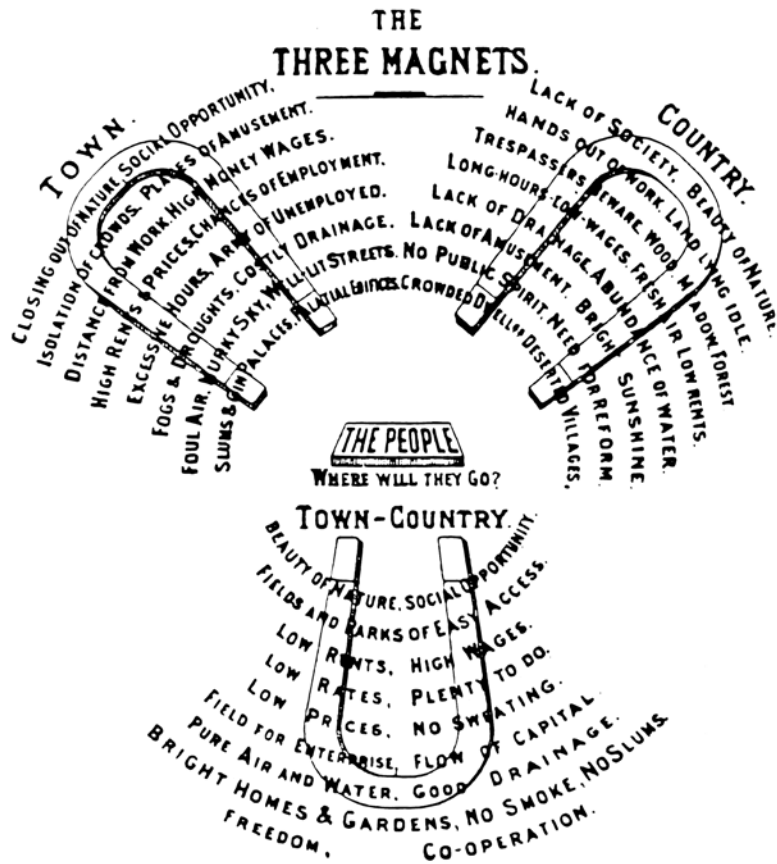 THE
THREE MAGNETS.
TOWN.
CLOSING OUT OF NATURE. SOCIAL OPPORTUNITY.
ISOLATION OF CROWDS. PLACES OF AMUSEMENT.
DISTANCE FROM WORK. HIGH MONEY WAGES.
HIGH RENTS & PRICES. CHANCES OF EMPLOYMENT.
EXCESSIVE HOURS. ARMY OF UNEMPLOYED.
FOGS & DROUGHTS. COSTLY DRAINAGE.
FOUL AIR. MURKY SKY. WELL-LIT STREETS.
SLUMS & GIN PALACES. PALATIAL EDIFICES.
COUNTRY.
LACK OF SOCIETY. BEAUTY OF NATURE.
HANDS OUT OF WORK. LAND LYING IDLE.
TRESPASSERS BEWARE. WOOD, MEADOW, FOREST.
LONG HOURS-LOW WAGES. FRESH AIR. LOW RENTS.
LACK OF DRAINAGE. ABUNDANCE OF WATER.
LACK OF AMUSEMENT. BRIGHT SUNSHINE.
NO PUBLIC SPIRIT. NEED FOR REFORM.
CROWDED DWELLGS DESERTED VILLAGES.
THE PEOPLE
WHERE WILL THEY GO?
TOWN-COUNTRY.
BEAUTY OF NATURE. SOCIAL OPPORTUNITY.
FIELDS AND PARKS OF EASY ACCESS.
LOW RENTS, HIGH WAGES.
LOW RATES, PLENTY TO DO.
LOW PRICES, NO SWEATING.
FIELD FOR ENTERPRISE, FLOW OF CAPITAL.
PURE AIR AND WATER, GOOD DRAINAGE.
BRIGHT HOMES & GARDENS, NO SMOKE, NO SLUMS.
FREEDOM. CO-OPERATION.